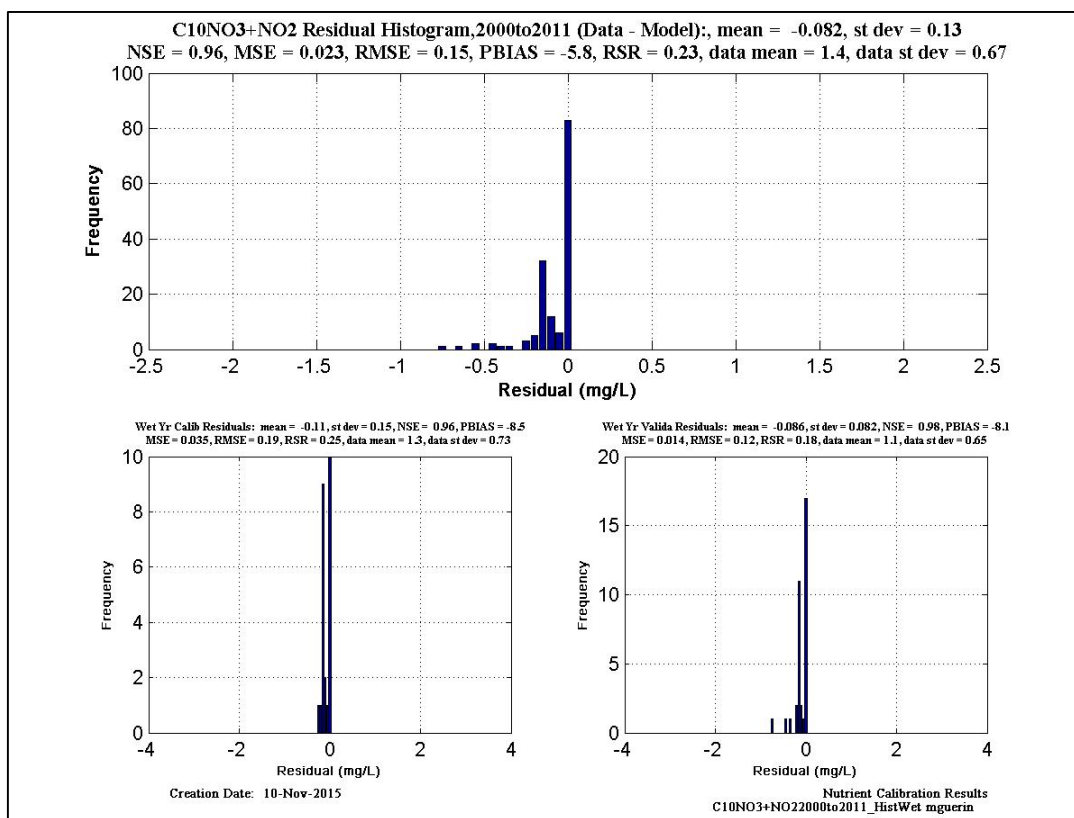 C10NO3+NO2 Residual Histogram,2000to2011 (Data - Model):, mean = -0.082, st dev = 0.13
NSE = 0.96, MSE = 0.023, RMSE = 0.15, PBIAS = -5.8, RSR = 0.23, data mean = 1.4, data st dev = 0.67
100
80
60
40
20
0
Frequency
-2.5 -2 -1.5 -1 -0.5 0 0.5 1 1.5 2 2.5
Residual (mg/L)
Wet Yr Calib Residuals: mean = -0.11, st dev = 0.15, NSE = 0.96, PBIAS = -8.5
MSE = 0.035, RMSE = 0.19, RSR = 0.25, data mean = 1.3, data st dev = 0.73
10
8
6
4
2
0
Frequency
-4 -2 0 2 4
Residual (mg/L)
Wet Yr Valida Residuals: mean = -0.086, st dev = 0.082, NSE = 0.98, PBIAS = -8.1
MSE = 0.014, RMSE = 0.12, RSR = 0.18, data mean = 1.1, data st dev = 0.65
20
15
10
5
0
Frequency
-4 -2 0 2 4
Residual (mg/L)
Creation Date: 10-Nov-2015
Nutrient Calibration Results
C10NO3+NO22000to2011_HistWet mguerin